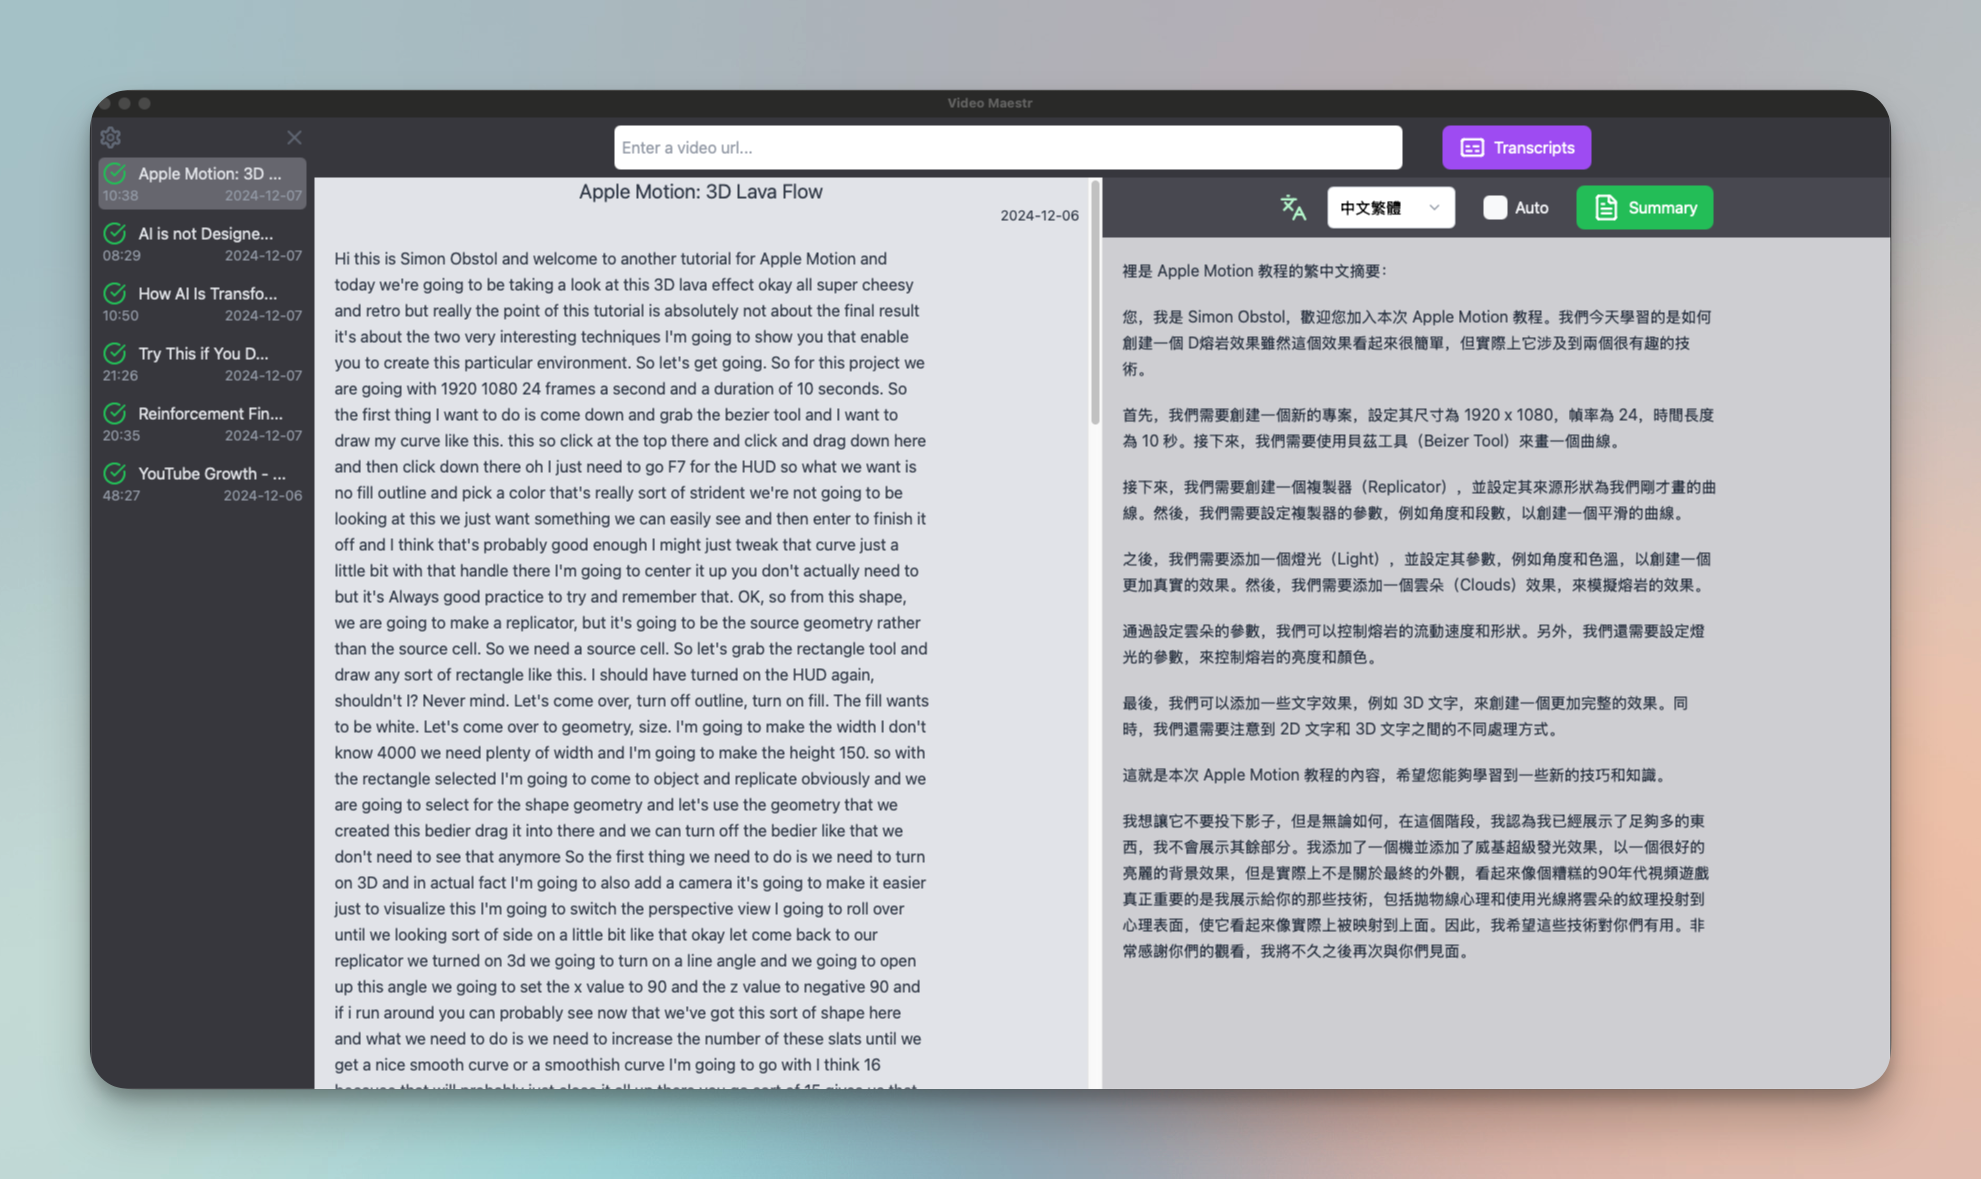 Video Maestr
Enter a video url...
Transcripts
Apple Motion: 3D ...
10:38 2024-12-07
AI is not Designe...
08:29 2024-12-07
How AI Is Transfo...
10:50 2024-12-07
Try This if You D...
21:26 2024-12-07
Reinforcement Fin...
20:35 2024-12-07
YouTube Growth - ...
48:27 2024-12-06
Apple Motion: 3D Lava Flow
2024-12-06
Hi this is Simon Obstol and welcome to another tutorial for Apple Motion and
today we're going to be taking a look at this 3D lava effect okay all super cheesy
and retro but really the point of this tutorial is absolutely not about the final result
it's about the two very interesting techniques I'm going to show you that enable
you to create this particular environment. So let's get going. So for this project we
are going with 1920 1080 24 frames a second and a duration of 10 seconds. So
the first thing I want to do is come down and grab the bezier tool and I want to
draw my curve like this. this so click at the top there and click and drag down here
and then click down there oh I just need to go F7 for the HUD so what we want is
no fill outline and pick a color that's really sort of strident we're not going to be
looking at this we just want something we can easily see and then enter to finish it
off and I think that's probably good enough I might just tweak that curve just a
little bit with that handle there I'm going to center it up you don't actually need to
but it's Always good practice to try and remember that. OK, so from this shape,
we are going to make a replicator, but it's going to be the source geometry rather
than the source cell. So we need a source cell. So let's grab the rectangle tool and
draw any sort of rectangle like this. I should have turned on the HUD again,
shouldn't I? Never mind. Let's come over, turn off outline, turn on fill. The fill wants
to be white. Let's come over to geometry, size. I'm going to make the width I don't
know 4000 we need plenty of width and I'm going to make the height 150. so with
the rectangle selected I'm going to come to object and replicate obviously and we
are going to select for the shape geometry and let's use the geometry that we
created this bedier drag it into there and we can turn off the bedier like that we
don't need to see that anymore So the first thing we need to do is we need to turn
on 3D and in actual fact I'm going to also add a camera it's going to make it easier
just to visualize this I'm going to switch the perspective view I going to roll over
until we looking sort of side on a little bit like that okay let come back to our
replicator we turned on 3d we going to turn on a line angle and we going to open
up this angle we going to set the x value to 90 and the z value to negative 90 and
if i run around you can probably see now that we've got this sort of shape here
and what we need to do is we need to increase the number of these slats until we
get a nice smooth curve or a smoothish curve I'm going to go with I think 16
because that will probably just close it all up there you go sort of 15 gives us that
中文繁體
Auto
Summary
裡是 Apple Motion 教程的繁中文摘要：
您，我是 Simon Obstol，歡迎您加入本次 Apple Motion 教程。我們今天學習的是如何
創建一個 D熔岩效果雖然這個效果看起來很簡單，但實際上它涉及到兩個很有趣的技
術。
首先，我們需要創建一個新的專案，設定其尺寸為 1920 x 1080，幀率為 24，時間長度
為 10 秒。接下來，我們需要使用貝茲工具（Beizer Tool）來畫一個曲線。
接下來，我們需要創建一個複製器（Replicator），並設定其來源形狀為我們剛才畫的曲
線。然後，我們需要設定複製器的參數，例如角度和段數，以創建一個平滑的曲線。
之後，我們需要添加一個燈光（Light），並設定其參數，例如角度和色溫，以創建一個
更加真實的效果。然後，我們需要添加一個雲朵（Clouds）效果，來模擬熔岩的效果。
通過設定雲朵的參數，我們可以控制熔岩的流動速度和形狀。另外，我們還需要設定燈
光的參數，來控制熔岩的亮度和顏色。
最後，我們可以添加一些文字效果，例如 3D 文字，來創建一個更加完整的效果。同
時，我們還需要注意到 2D 文字和 3D 文字之間的不同處理方式。
這就是本次 Apple Motion 教程的內容，希望您能夠學習到一些新的技巧和知識。
我想讓它不要投下影子，但是無論如何，在這個階段，我認為我已經展示了足夠多的東
西，我不會展示其餘部分。我添加了一個機並添加了威基超級發光效果，以一個很好的
亮麗的背景效果，但是實際上不是關於最終的外觀，看起來像個糟糕的90年代視頻遊戲
真正重要的是我展示給你的那些技術，包括拋物線心理和使用光線將雲朵的紋理投射到
心理表面，使它看起來像實際上被映射到上面。因此，我希望這些技術對你們有用。非
常感謝你們的觀看，我將不久之後再次與你們見面。